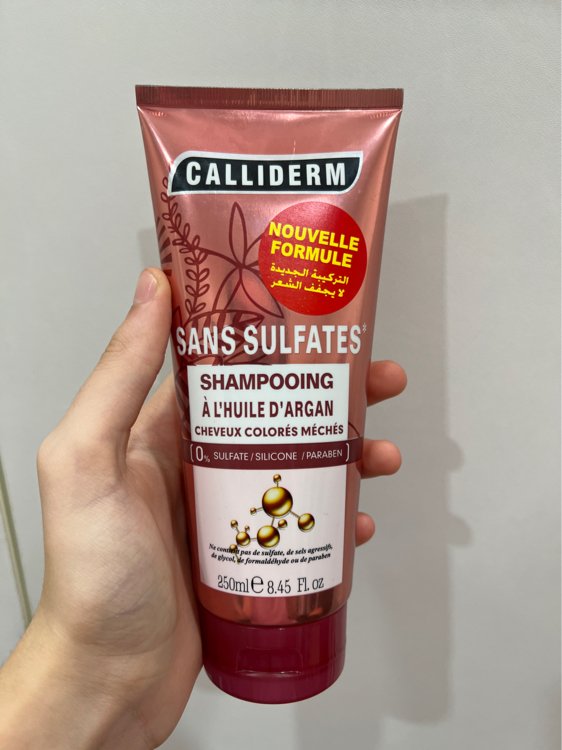 CALLIDERM
NOUVELLE
FORMULE
التركيبة الجديدة
لا يجفف الشعر
SANS SULFATES*
SHAMPOOING
À L'HUILE D'ARGAN
CHEVEUX COLORÉS MÉCHÉS
(0% SULFATE / SILICONE / PARABEN)
Ne contient pas de sulfate, de sels agressifs,
de glycol, de formaldéhyde ou de paraben
250ml e 8.45 Fl. oz